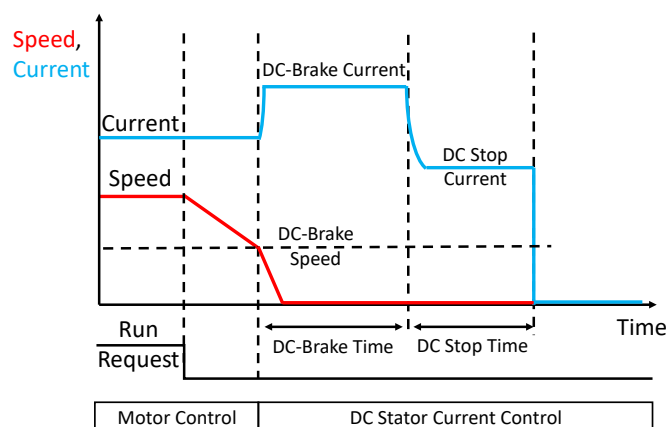 Speed,
Current
DC-Brake Current
Current
DC Stop
Current
Speed
DC-Brake
Speed
Time
Run
Request
DC-Brake Time
DC Stop Time
Motor Control
DC Stator Current Control